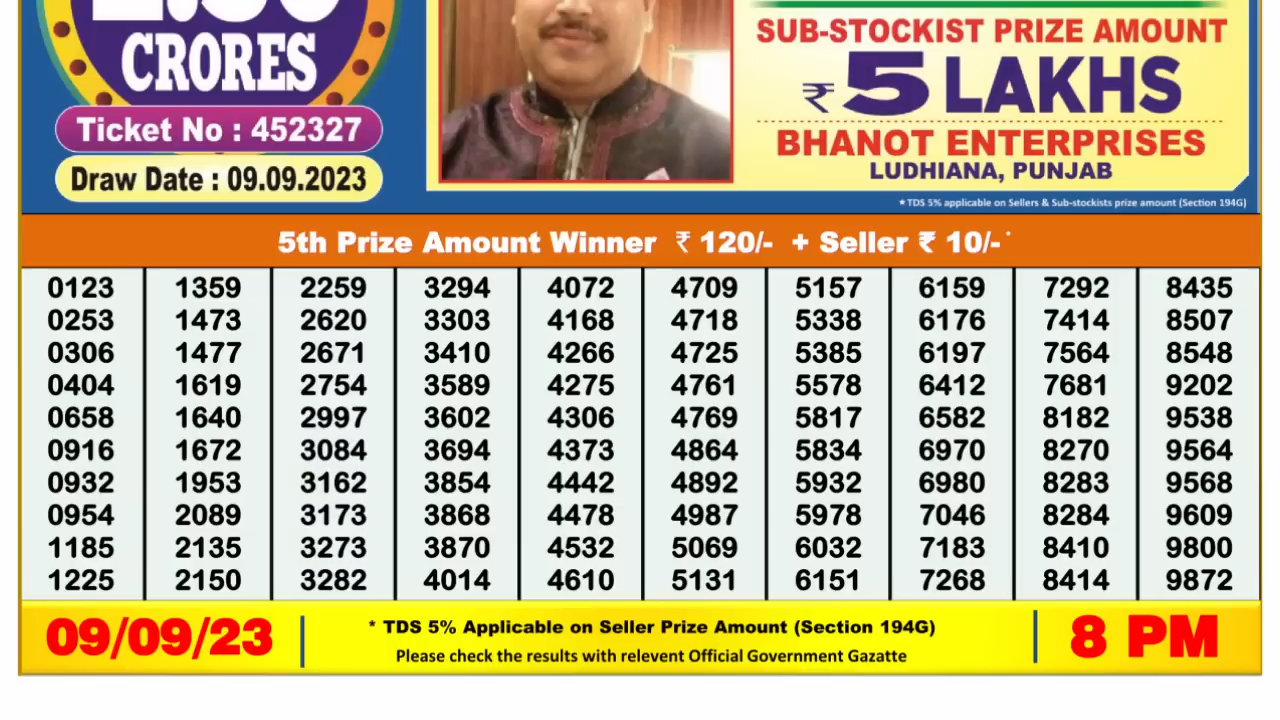 CRORES
Ticket No : 452327
Draw Date : 09.09.2023
SUB-STOCKIST PRIZE AMOUNT
₹ 5 LAKHS
BHANOT ENTERPRISES
LUDHIANA, PUNJAB
★ TDS 5% applicable on Sellers & Sub-stockists prize amount (Section 194G)
5th Prize Amount Winner ₹ 120/- + Seller ₹ 10/- *
0123 1359 2259 3294 4072 4709 5157 6159 7292 8435
0253 1473 2620 3303 4168 4718 5338 6176 7414 8507
0306 1477 2671 3410 4266 4725 5385 6197 7564 8548
0404 1619 2754 3589 4275 4761 5578 6412 7681 9202
0658 1640 2997 3602 4306 4769 5817 6582 8182 9538
0916 1672 3084 3694 4373 4864 5834 6970 8270 9564
0932 1953 3162 3854 4442 4892 5932 6980 8283 9568
0954 2089 3173 3868 4478 4987 5978 7046 8284 9609
1185 2135 3273 3870 4532 5069 6032 7183 8410 9800
1225 2150 3282 4014 4610 5131 6151 7268 8414 9872
09/09/23
* TDS 5% Applicable on Seller Prize Amount (Section 194G)
Please check the results with relevent Official Government Gazatte
8 PM